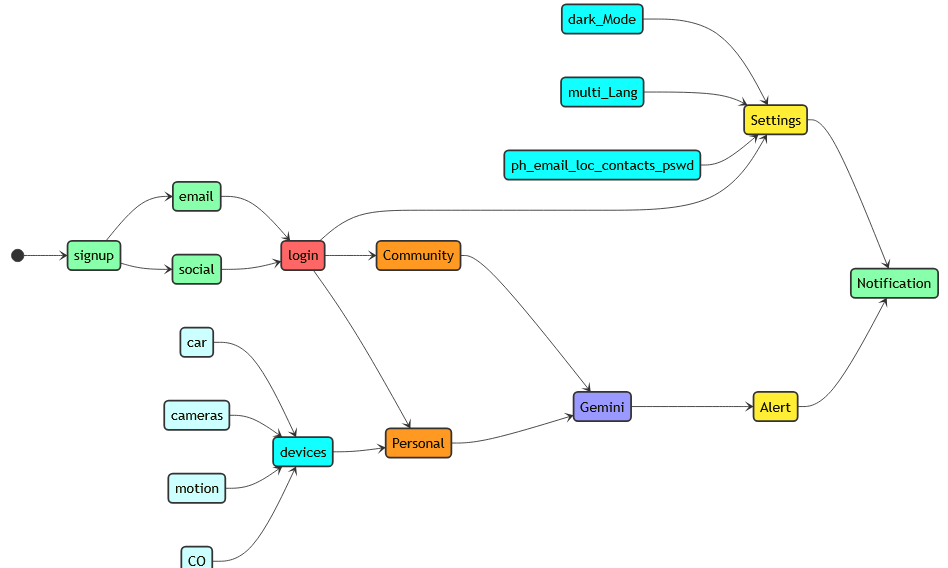 dark_Mode
multi_Lang
Settings
ph_email_loc_contacts_pswd
email
signup
login
Community
social
Notification
car
cameras
Gemini
Alert
Personal
devices
motion
CO